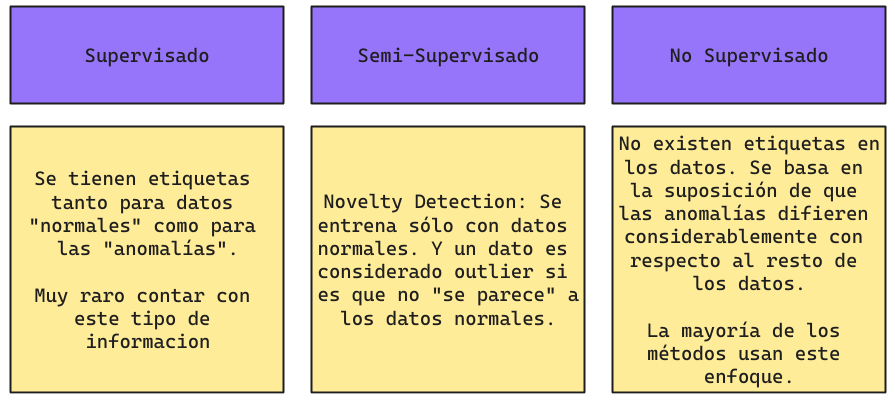 Supervisado
Semi-Supervisado
No Supervisado
Se tienen etiquetas
tanto para datos
"normales" como para
las "anomalías".
Muy raro contar con
este tipo de
informacion
Novelty Detection: Se
entrena sólo con datos
normales. Y un dato es
considerado outlier si
es que no "se parece" a
los datos normales.
No existen etiquetas en
los datos. Se basa en
la suposición de que
las anomalías difieren
considerablemente con
respecto al resto de
los datos.
La mayoría de los
métodos usan este
enfoque.